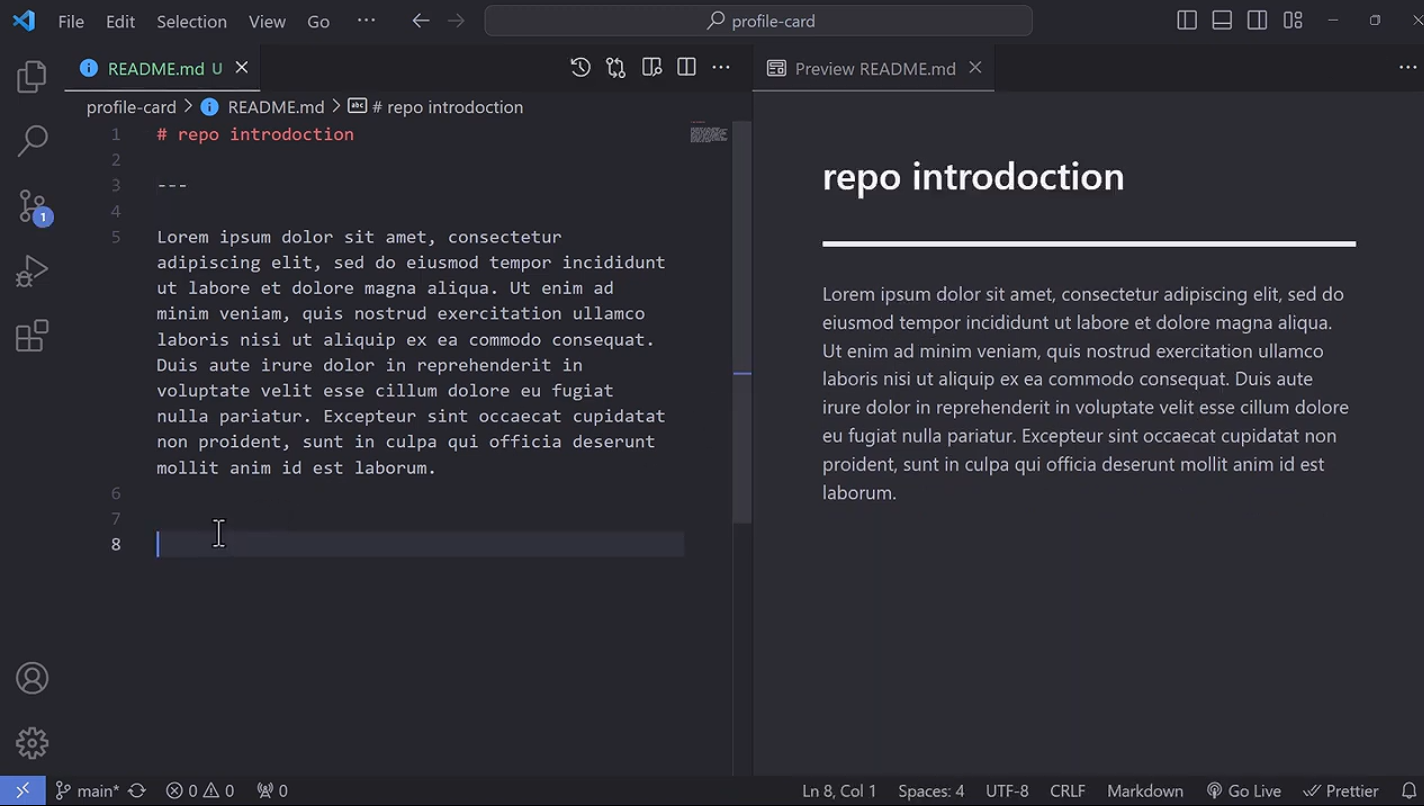 File Edit Selection View Go ··· profile-card
README.md U
Preview README.md
profile-card > README.md > abc # repo introdoction
1 # repo introdoction
2
3 ---
4
5 Lorem ipsum dolor sit amet, consectetur
adipiscing elit, sed do eiusmod tempor incididunt
ut labore et dolore magna aliqua. Ut enim ad
minim veniam, quis nostrud exercitation ullamco
laboris nisi ut aliquip ex ea commodo consequat.
Duis aute irure dolor in reprehenderit in
voluptate velit esse cillum dolore eu fugiat
nulla pariatur. Excepteur sint occaecat cupidatat
non proident, sunt in culpa qui officia deserunt
mollit anim id est laborum.
6
7
8
repo introdoction
Lorem ipsum dolor sit amet, consectetur adipiscing elit, sed do
eiusmod tempor incididunt ut labore et dolore magna aliqua.
Ut enim ad minim veniam, quis nostrud exercitation ullamco
laboris nisi ut aliquip ex ea commodo consequat. Duis aute
irure dolor in reprehenderit in voluptate velit esse cillum dolore
eu fugiat nulla pariatur. Excepteur sint occaecat cupidatat non
proident, sunt in culpa qui officia deserunt mollit anim id est
laborum.
1
main* 0 0 0 Ln 8, Col 1 Spaces: 4 UTF-8 CRLF Markdown Go Live Prettier